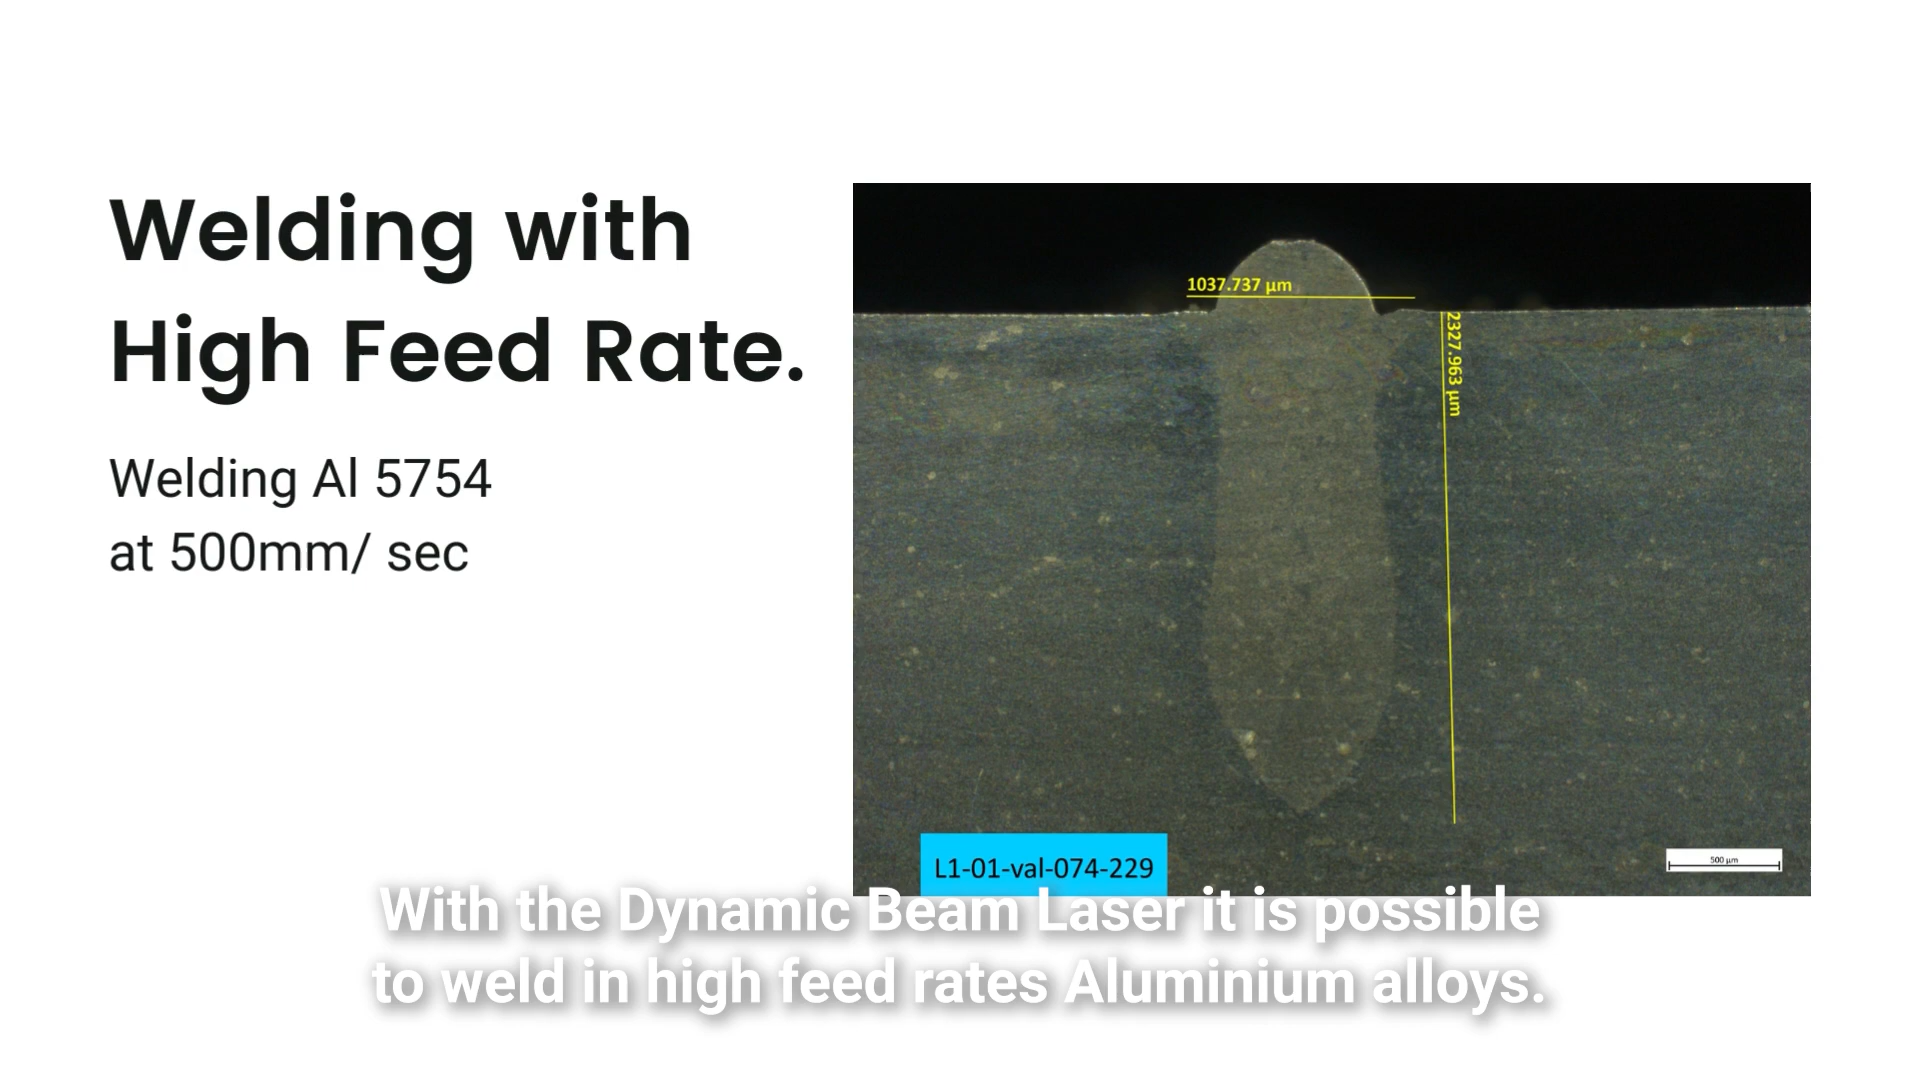 Welding with
High Feed Rate.
Welding Al 5754
at 500mm/ sec
1037.737 µm
2327.963 µm
500 µm
L1-01-val-074-229
With the Dynamic Beam Laser it is possible
to weld in high feed rates Aluminium alloys.